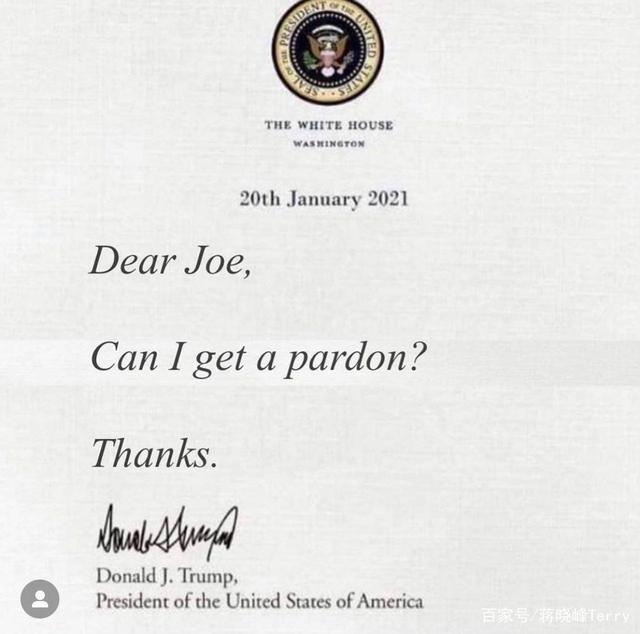 SEAL OF THE PRESIDENT OF THE UNITED STATES
THE WHITE HOUSE
WASHINGTON
20th January 2021
Dear Joe,
Can I get a pardon?
Thanks.
Donald J. Trump,
President of the United States of America
百家号/蒋晓峰Terry